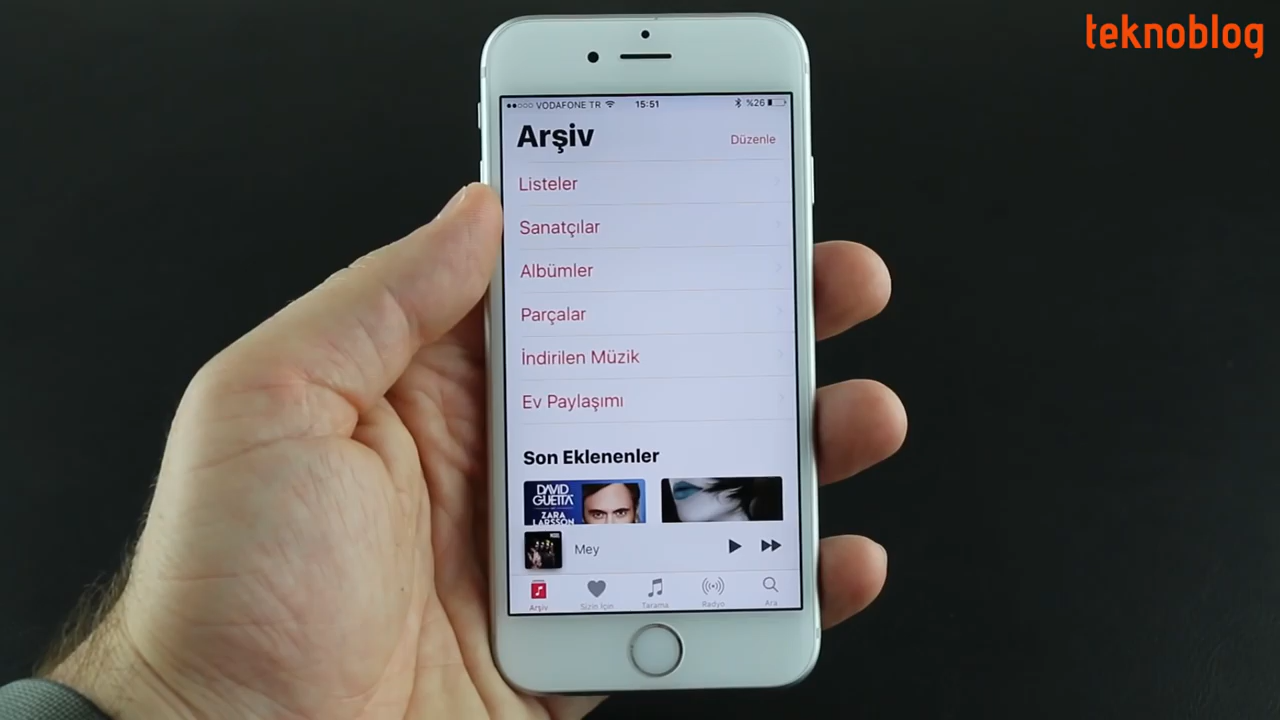 teknoblog
VODAFONE TR 15:51 %26
Arşiv
Düzenle
Listeler
Sanatçılar
Albümler
Parçalar
İndirilen Müzik
Ev Paylaşımı
Son Eklenenler
DAVID
GUETTA
ZARA
LARSSON
Mey
Arşiv Sizin İçin Tarama Radyo Ara